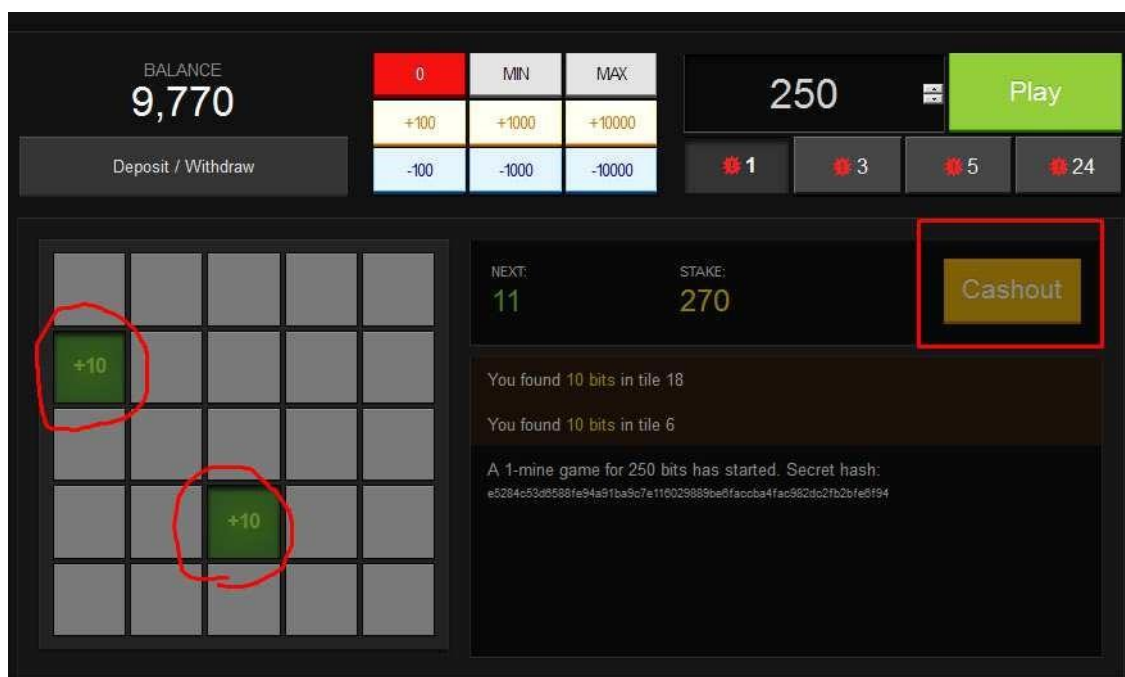 BALANCE
9,770
Deposit / Withdraw
0 MIN MAX
+100 +1000 +10000
-100 -1000 -10000
250
Play
1 3 5 24
+10
+10
NEXT: STAKE:
11 270
Cashout
You found 10 bits in tile 18
You found 10 bits in tile 6
A 1-mine game for 250 bits has started. Secret hash: